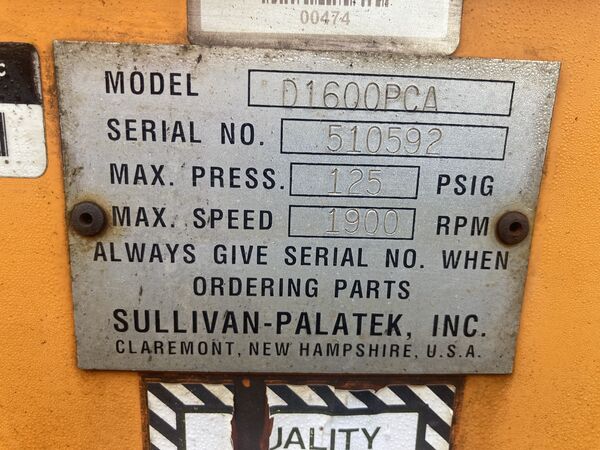 00474
C
MODEL D1600PCA
SERIAL NO. 510592
MAX. PRESS. 125 PSIG
MAX. SPEED 1900 RPM
ALWAYS GIVE SERIAL NO. WHEN
ORDERING PARTS
SULLIVAN-PALATEK, INC.
CLAREMONT, NEW HAMPSHIRE, U.S.A.
UALITY